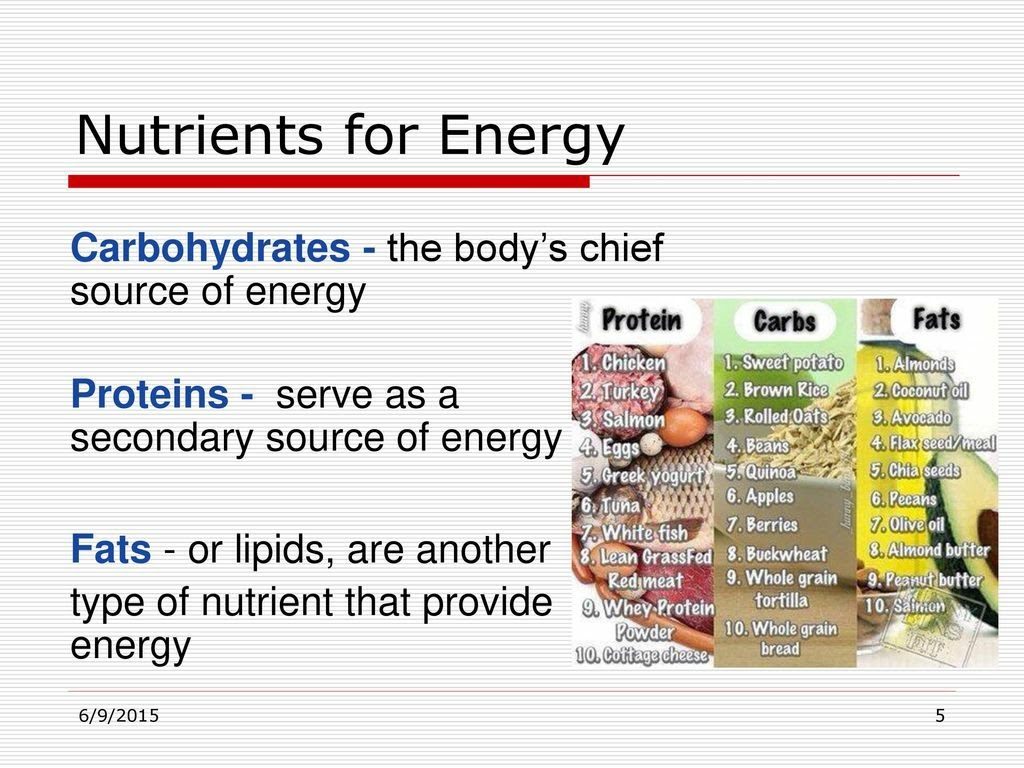 Nutrients for Energy
Carbohydrates - the body’s chief
source of energy
Proteins - serve as a
secondary source of energy
Fats - or lipids, are another
type of nutrient that provide
energy
Protein
1. Chicken
2. Turkey
3. Salmon
4. Eggs
5. Greek yogurt
6. Tuna
7. White fish
8. Lean GrassFed
Red meat
9. Whey Protein
Powder
10. Cottage cheese
Carbs
1. Sweet potato
2. Brown Rice
3. Rolled Oats
4. Beans
5. Quinoa
6. Apples
7. Berries
8. Buckwheat
9. Whole grain
tortilla
10. Whole grain
bread
Fats
1. Almonds
2. Coconut oil
3. Avocado
4. Flax seed/meal
5. Chia seeds
6. Pecans
7. Olive oil
8. Almond butter
9. Peanut butter
10. Salmon
6/9/2015
5